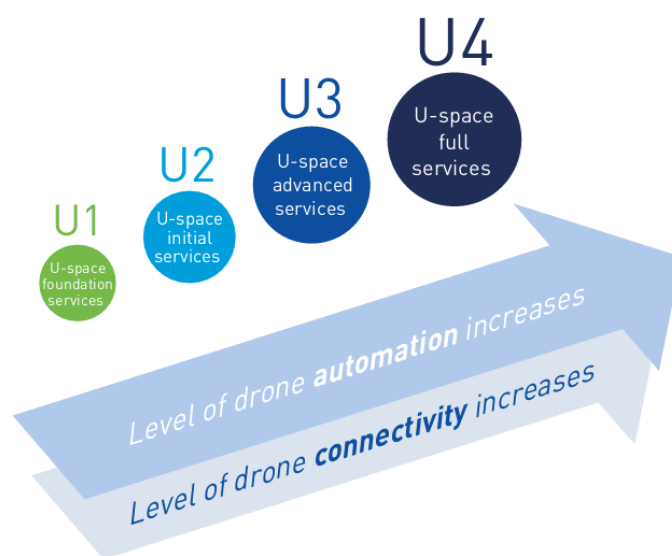 U1
U-space
foundation
services
U2
U-space
initial
services
U3
U-space
advanced
services
U4
U-space
full
services
Level of drone automation increases
Level of drone connectivity increases